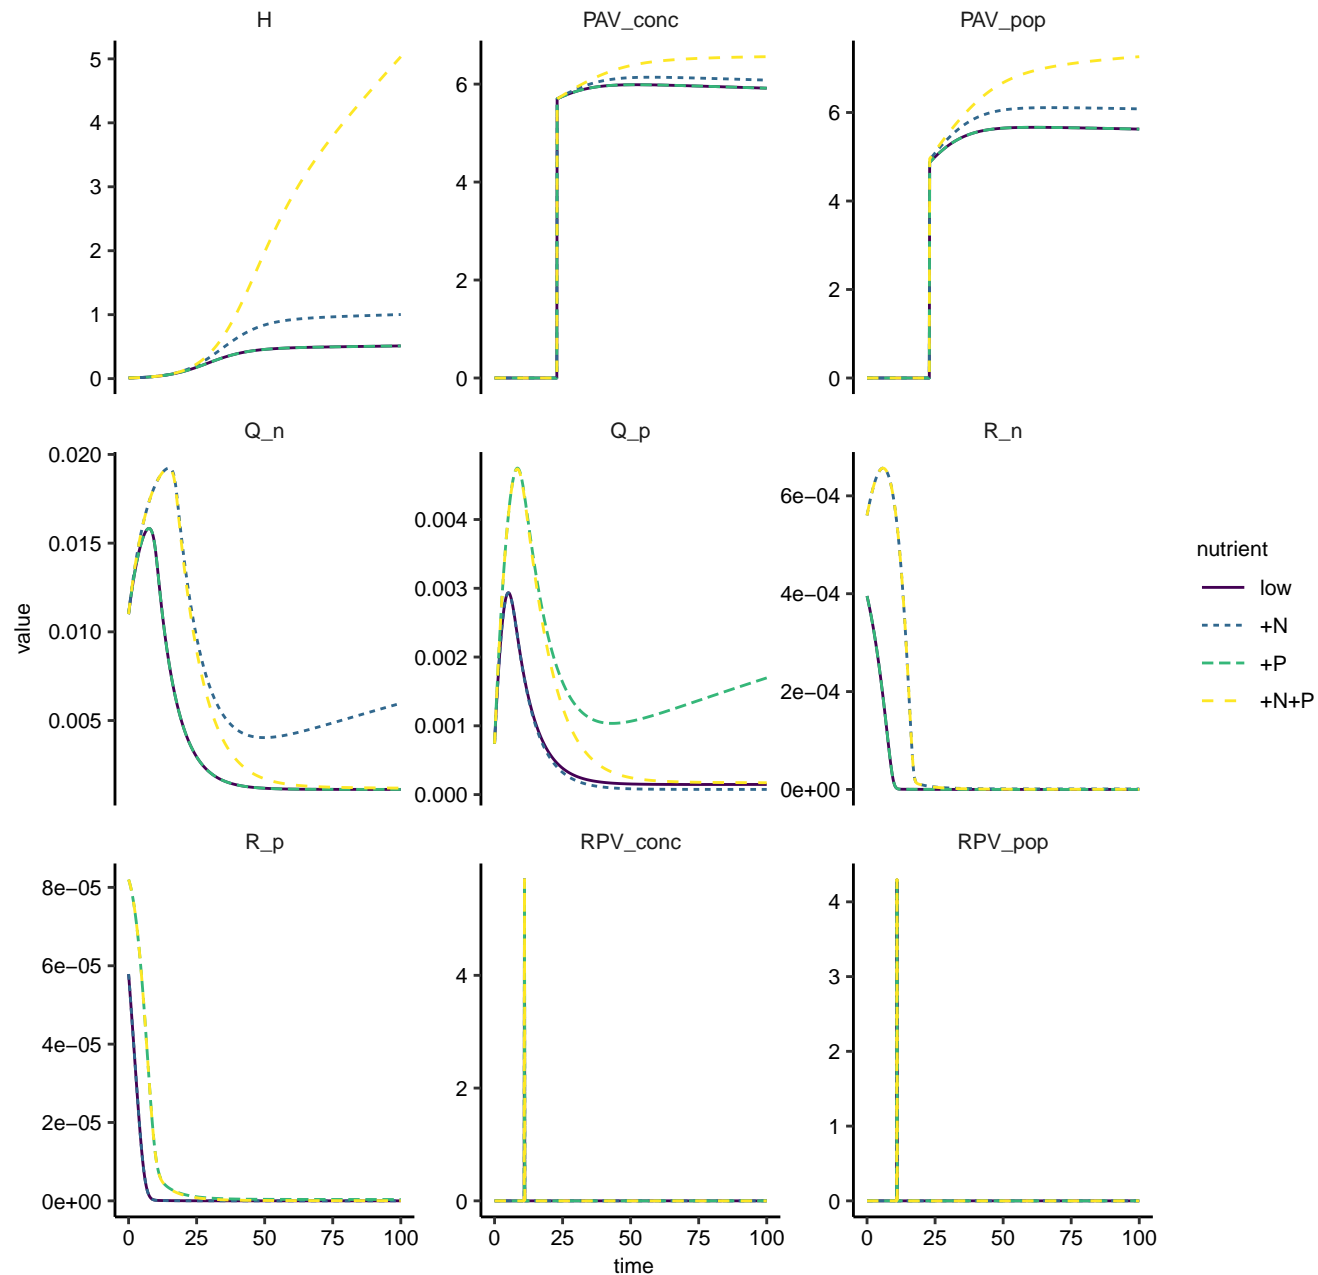 H
PAV_conc
PAV_pop
5
4
3
2
1
0
6
4
2
0
6
4
2
0
Q_n
Q_p
R_n
0.020
0.015
0.010
0.005
0.004
0.003
0.002
0.001
0.000
6e−04
4e−04
2e−04
0e+00
R_p
RPV_conc
RPV_pop
8e−05
6e−05
4e−05
2e−05
0e+00
4
2
0
4
3
2
1
0
0 25 50 75 100
0 25 50 75 100
0 25 50 75 100
time
value
nutrient
low
+N
+P
+N+P